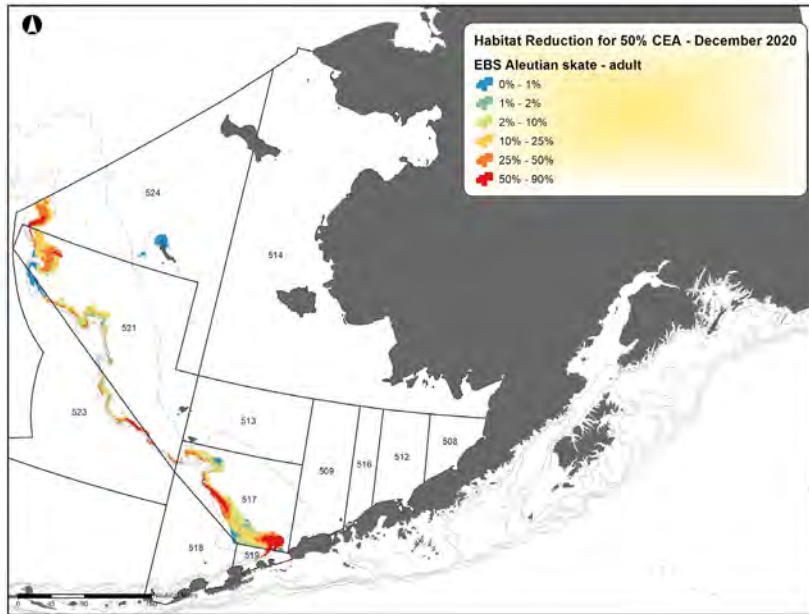 Habitat Reduction for 50% CEA - December 2020
EBS Aleutian skate - adult
0% - 1%
1% - 2%
2% - 10%
10% - 25%
25% - 50%
50% - 90%
524
514
521
523
513
508
512
516
509
517
518
519